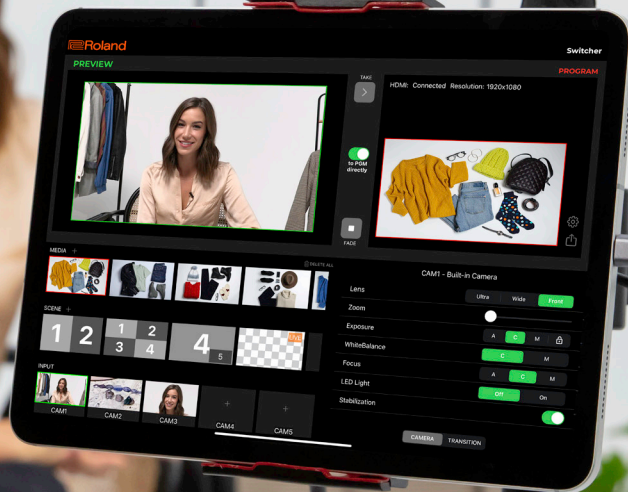 Roland
Switcher
PREVIEW
TAKE
PROGRAM
HDMI: Connected Resolution: 1920x1080
to PGM
directly
FADE
MEDIA +
DELETE ALL
CAM1 - Built-in Camera
Lens
Ultra Wide Front
Zoom
SCENE +
1 2
1 2
3 4
4 5
Exposure
A C M
WhiteBalance
C M
Focus
A C M
LED Light
Off On
Stabilization
INPUT
CAM1
CAM2
CAM3
+
CAM4
+
CAM5
CAMERA TRANSITION